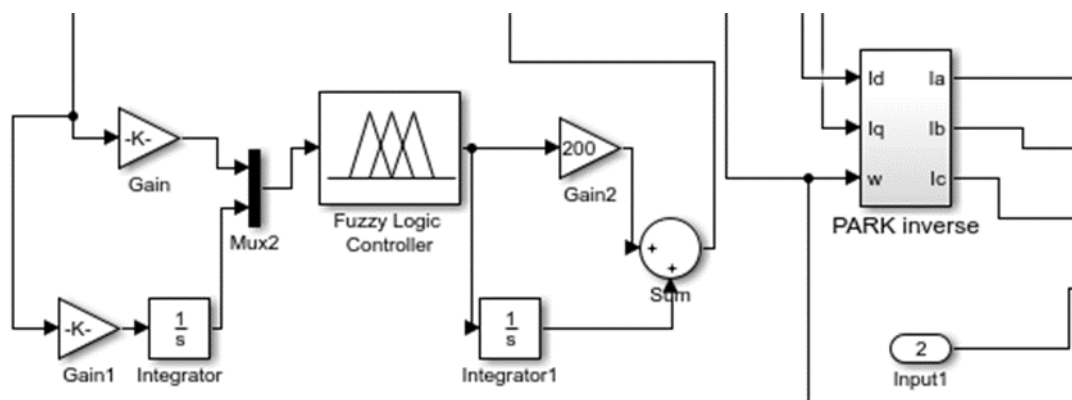 -K-
Gain
Mux2
Fuzzy Logic
Controller
200
Gain2
+
+
Sum
-K-
Gain1
1
s
Integrator
1
s
Integrator1
Id
Ia
Iq
Ib
w
Ic
PARK inverse
2
Input1